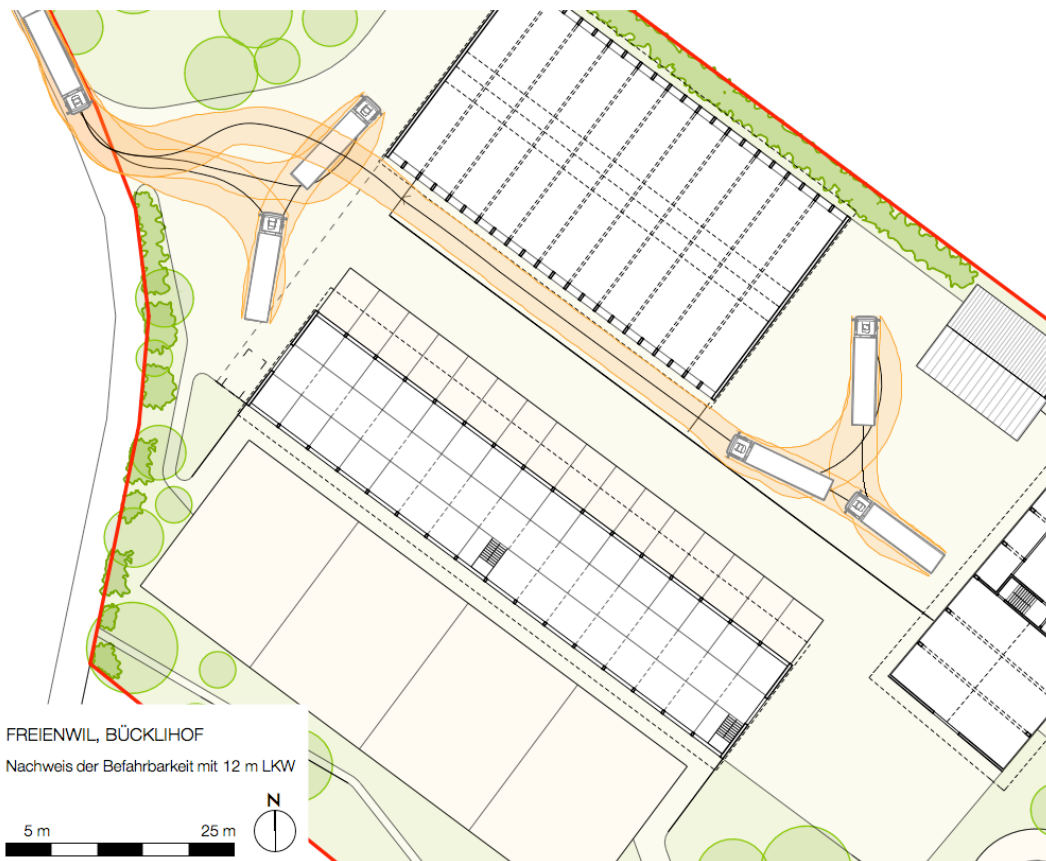 FREIENWIL, BÜCKLIHOF
Nachweis der Befahrbarkeit mit 12 m LKW
N
5 m 25 m